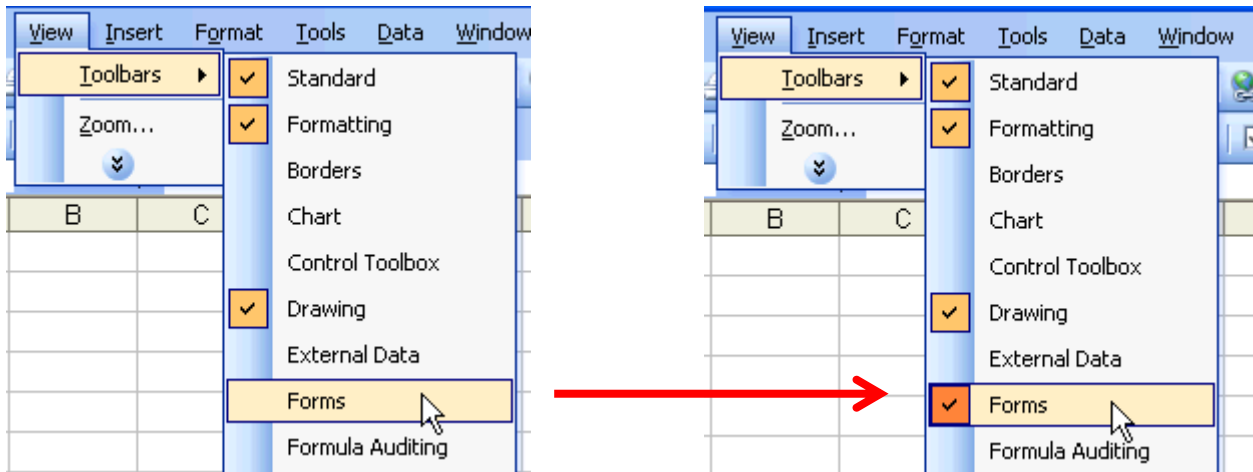 View Insert Format Tools Data Window
Toolbars
Standard
Zoom...
Formatting
Borders
B C
Chart
Control Toolbox
Drawing
External Data
Forms
Formula Auditing
View Insert Format Tools Data Window
Toolbars
Standard
Zoom...
Formatting
Borders
B C
Chart
Control Toolbox
Drawing
External Data
Forms
Formula Auditing